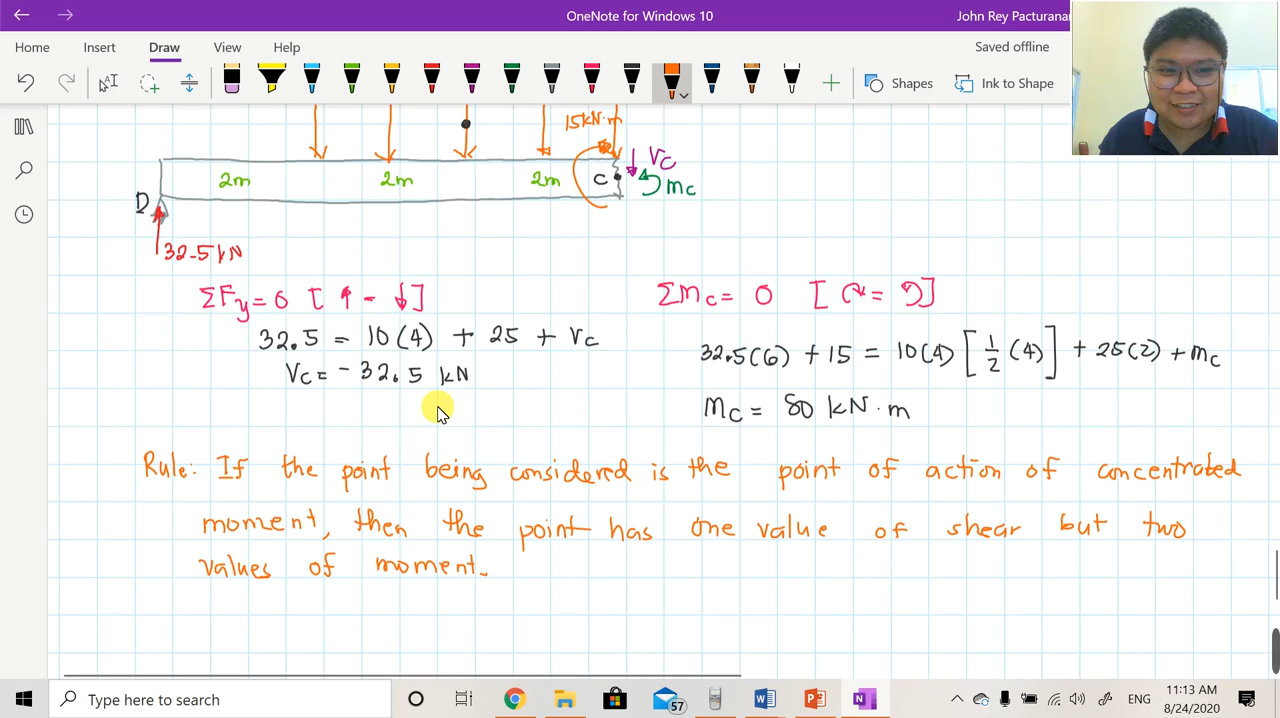 OneNote for Windows 10
John Rey Pacturanan
Home
Insert
Draw
View
Help
Saved offline
Shapes
Ink to Shape
15kN·m
Vc
2m
2m
2m
C
Mc
D
32.5 kN
ΣFy = 0 [ ↑ = ↓ ]
ΣMc = 0 [ ↷ = ↶ ]
32.5 = 10(4) + 25 + Vc
Vc = -32.5 kN
32.5(6) + 15 = 10(4) [ 1/2 (4) ] + 25(2) + Mc
Mc = 80 kN·m
Rule: If the point being considered is the point of action of concentrated
moment, then the point has one value of shear but two
values of moment.
Type here to search
57
ENG
11:13 AM
8/24/2020